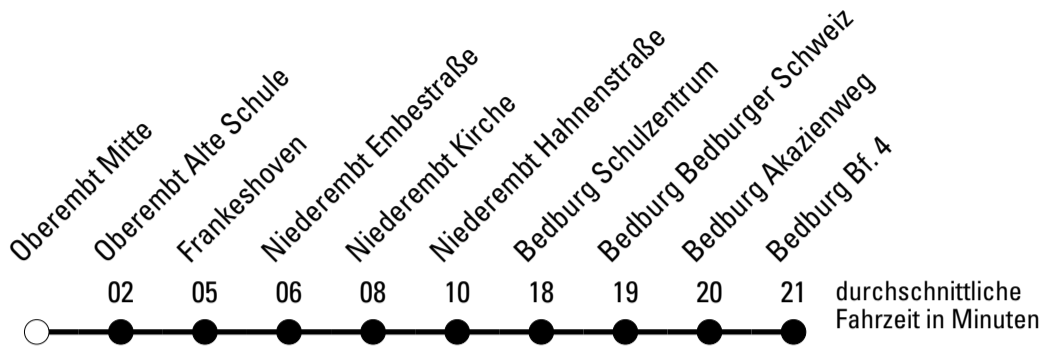 Oberembt Mitte
Oberembt Alte Schule
Frankeshoven
Niederembt Embestraße
Niederembt Kirche
Niederembt Hahnenstraße
Bedburg Schulzentrum
Bedburg Bedburger Schweiz
Bedburg Akazienweg
Bedburg Bf. 4
02 05 06 08 10 18 19 20 21
durchschnittliche
Fahrzeit in Minuten